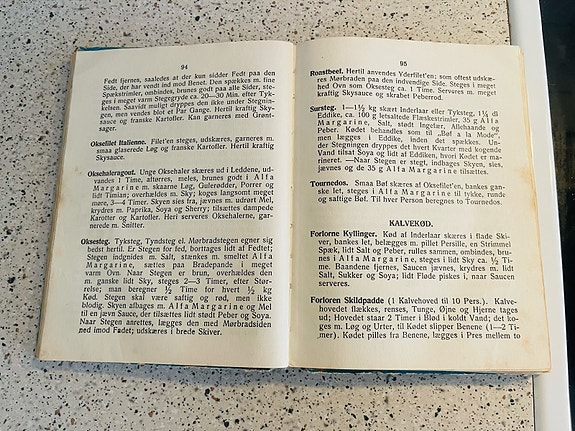 94
Fedt fjernes, saaledes at der kun sidder Fedt paa den
Side, der har vendt ind mod Benet. Den spækkes m. fine
Spækstrimler, ombindes, brunes godt paa alle Sider, steges
i meget varm Stegegryde ca. 20—30 Min. efter Tyk-
kelsen. Saavidt muligt dryppes den ikke under Stegnin-
gen, men vendes blot et Par Gange. Hertil kraftig Sky-
sauce og franske Kartofler. Kan garneres med Grønt-
sager.
Oksefilet Italienne. Filet'en steges, udskæres, garneres m.
smaa glaserede Løg og franske Kartofler. Hertil kraftig
Skysauce.
Oksehaleragout. Unge Oksehaler skæres ud i Leddene, ud-
vandes 1 Time, aftørres, meles, brunes godt i Alfa
Margarine m. skaarne Løg, Gulerødder, Porrer og
lidt Timian; overhældes m. Sky; koges langsomt meget
møre, 3—4 Timer. Skyen sies fra, jævnes m. udrørt Mel,
krydres m. Paprika, Soya og Sherry; tilsættes dampede
Karotter og Kartofler. Heri serveres Oksehalerne, gar-
nerede m. Snitter.
Oksesteg. Tyksteg, Tyndsteg el. Mørbradstegen egner sig
bedst hertil. Er Stegen for fed, borttages lidt af Fedtet;
Stegen indgnides m. Salt, stænkes m. smeltet Alfa
Margarine, sættes paa Bradepande i meget
varm Ovn. Naar Stegen er brun, overhældes den
m. ganske lidt Sky, steges 2—3 Timer, efter Stør-
relse; man beregner ½ Time for hvert ½ kg
Kød. Stegen skal være saftig og rød, men ikke
blodig. Skyen afbages m. Alfa Margarine og Mel
til en jævn Sauce, der tilsættes lidt stødt Peber og Soya.
Naar Stegen anrettes, lægges den med Mørbradsiden
ned imod Fadet; udskæres i brede Skiver.
95
Roastbeef. Hertil anvendes Yderfilet'en; som oftest udskæ-
res Mørbraden paa den indvendige Side. Steges i meget
hed Ovn som Oksesteg ca. 1 Time. Serveres m. meget
kraftig Skysauce og skrabet Peberrod.
Sursteg. 1—1½ kg skært Inderlaar eller Tyksteg, 1¼ dl
Eddike, ca. 100 g letsaltede Flæskestrimler, 35 g Alfa
Margarine, Salt, stødt Ingefær, Allehaande og
Peber. Kødet behandles som til „Bøf a la Mode",
men lægges i Eddike, inden det spækkes. Un-
der Stegningen dryppes det hvert Kvarter med kogende
Vand tilsat Soya og lidt af Eddiken, hvori Kødet er ma-
rineret. —Naar Stegen er stegt, indbages Skyen, sies,
jævnes og de 35 g Alfa Margarine tilsættes.
Tournedos. Smaa Bøf skæres af Oksefilet'en, bankes gan-
ske let, steges i Alfa Margarine til tykke, runde
og saftige Bøf. Til hver Person beregnes to Tournedos.
KALVEKØD.
Forlorne Kyllinger. Kød af Inderlaar skæres i flade Ski-
ver, bankes let, belægges m. pillet Persille, en Strimmel
Spæk, lidt Salt og Peber, rulles sammen, ombindes, bru-
nes i Alfa Margarine, steges i lidt Sky ca. ½ Ti-
me. Baandene fjernes, Saucen jævnes, krydres m. lidt
Salt, Sukker og Soya; lidt Fløde piskes i, naar Saucen
serveres.
Forloren Skildpadde (1 Kalvehoved til 10 Pers.). Kalve-
hovedet flækkes, renses, Tunge, Øjne og Hjerne tages
ud; Hovedet staar 2 Timer i Blød i koldt Vand; det ko-
ges m. Løg og Urter, til Kødet slipper Benene (1—2 Ti-
mer). Kødet pilles fra Benene, lægges i Pres mellem to